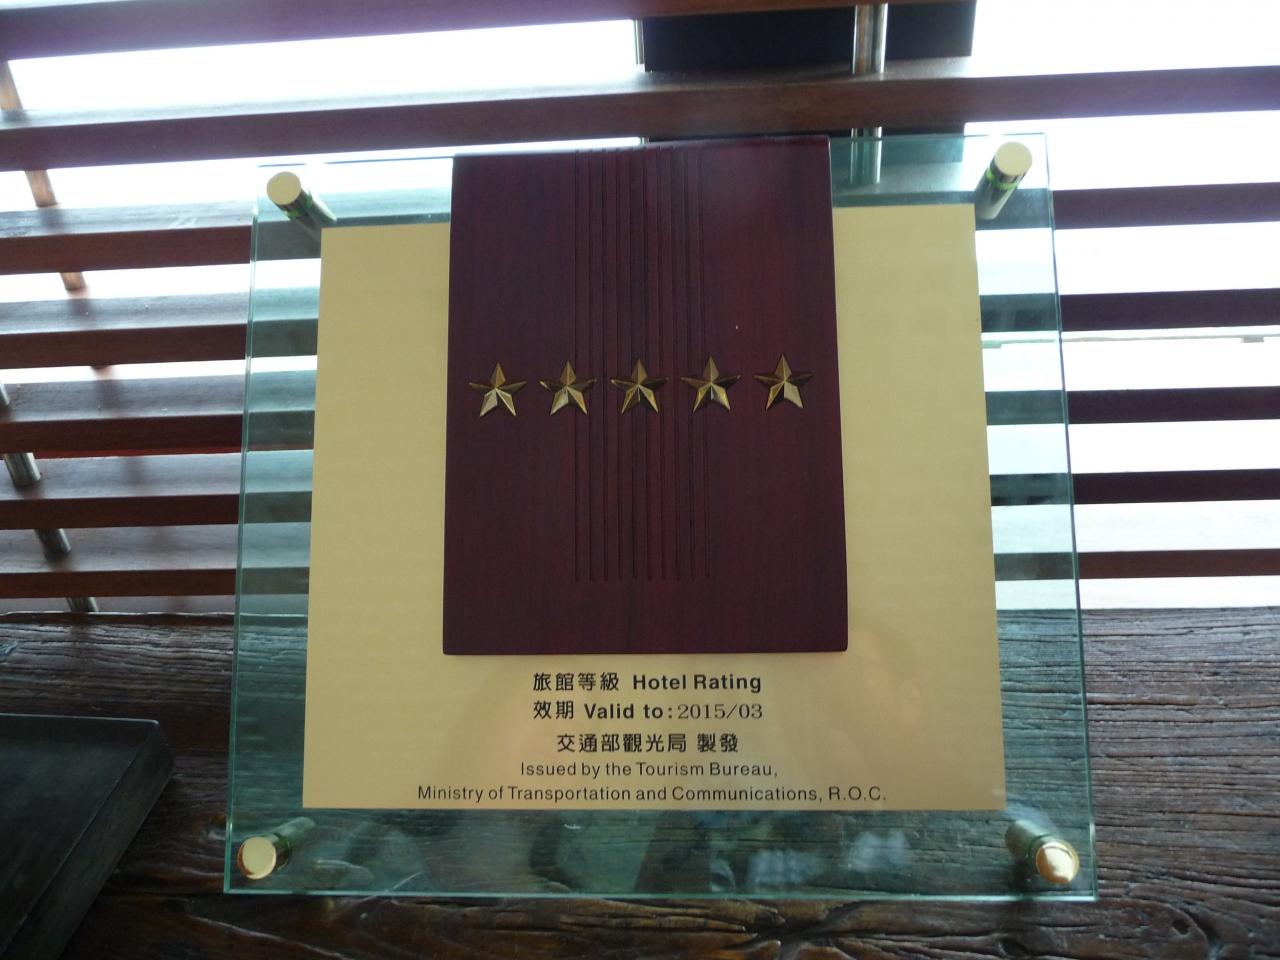 旅館等級 Hotel Rating
效期 Valid to: 2015/03
交通部觀光局 製發
Issued by the Tourism Bureau,
Ministry of Transportation and Communications, R.O.C.